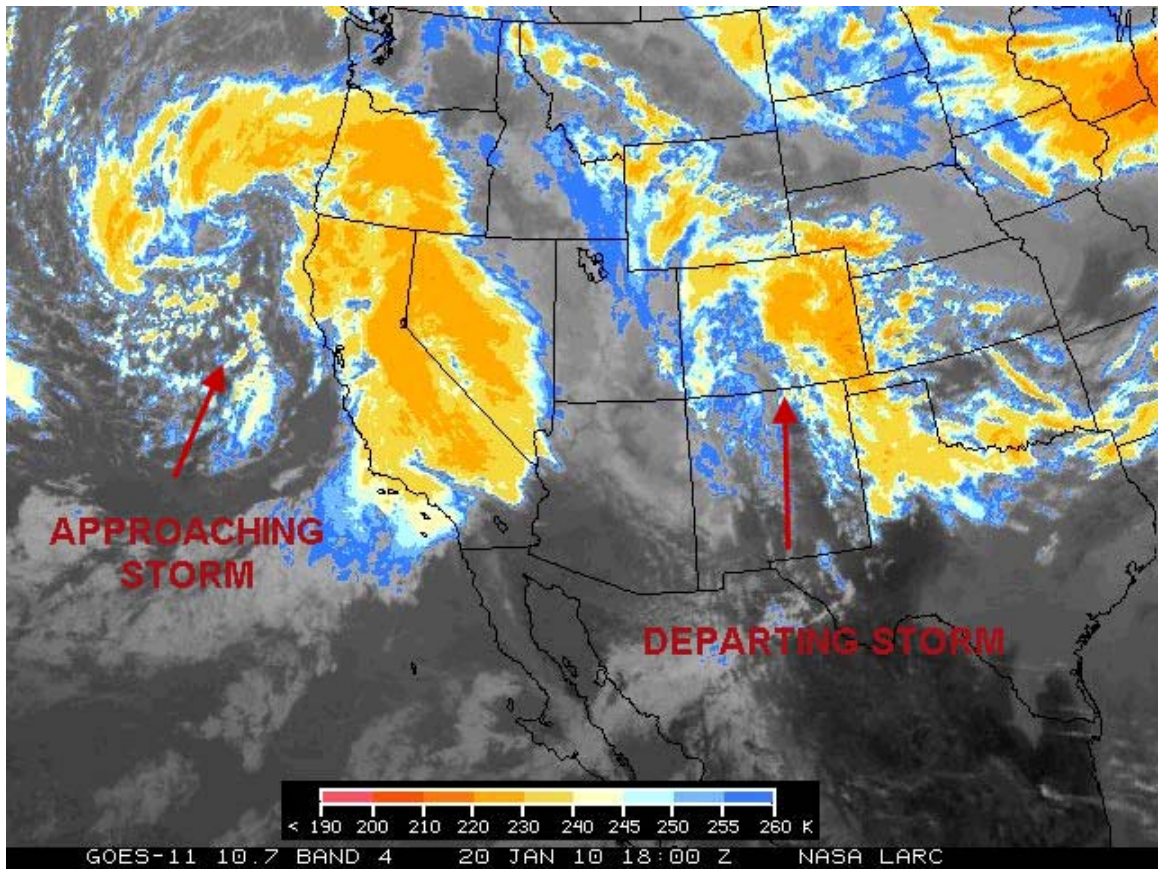 APPROACHING
STORM
DEPARTING STORM
< 190 200 210 220 230 240 245 250 255 260 K
GOES-11 10.7 BAND 4 20 JAN 10 18:00 Z NASA LARC